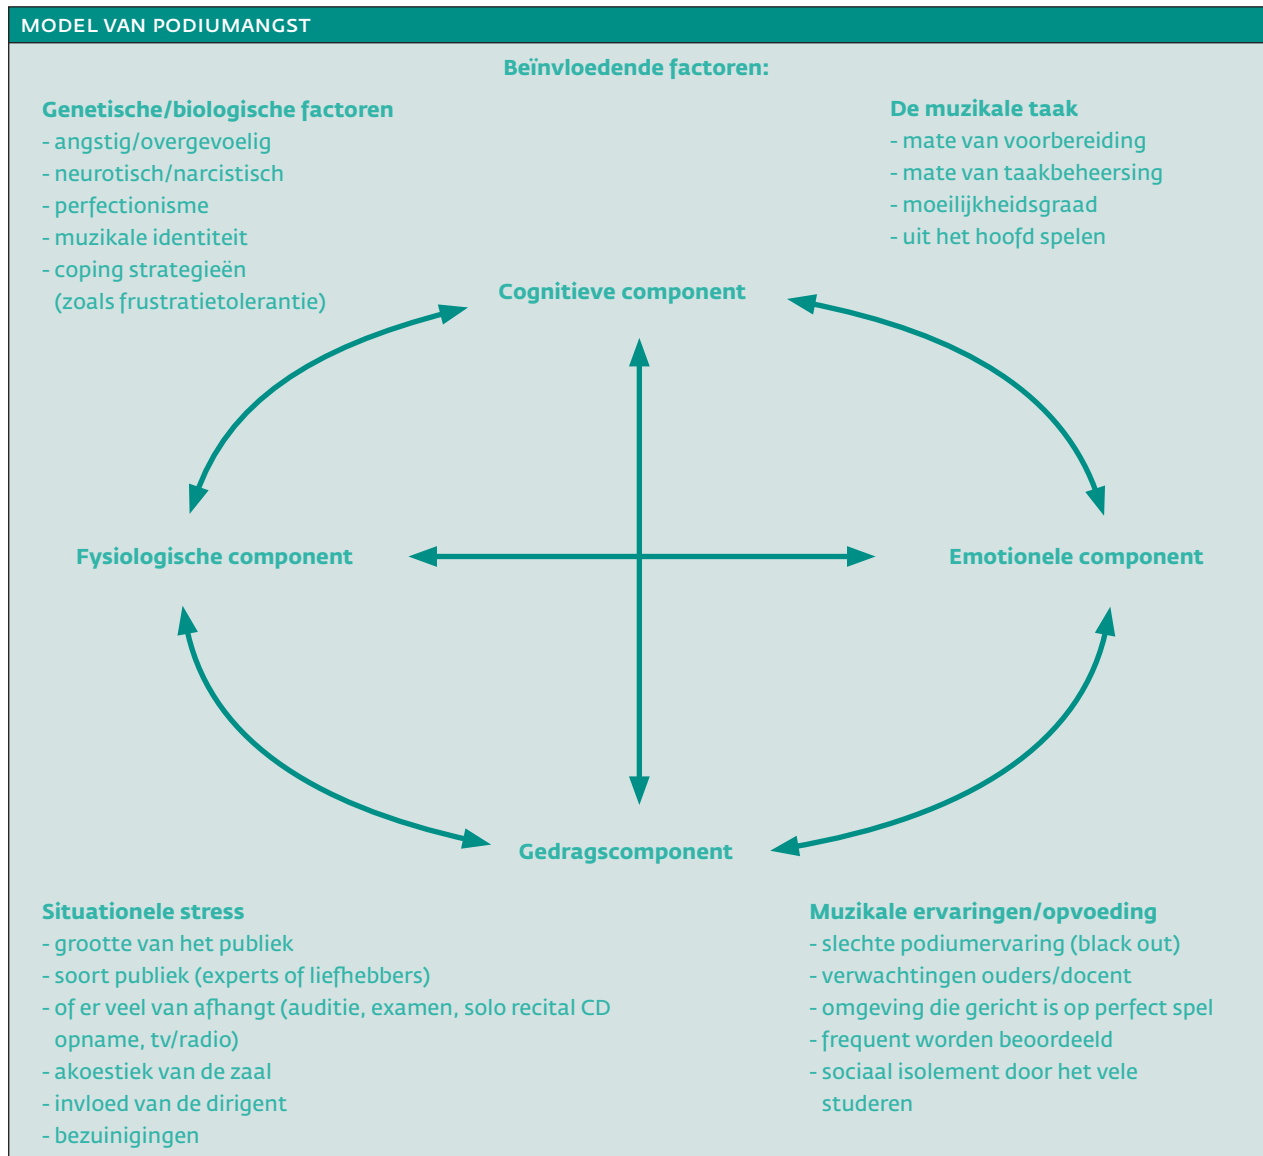 MODEL VAN PODIUMANGST
Beïnvloedende factoren:
Genetische/biologische factoren
- angstig/overgevoelig
- neurotisch/narcistisch
- perfectionisme
- muzikale identiteit
- coping strategieën
(zoals frustratietolerantie)
De muzikale taak
- mate van voorbereiding
- mate van taakbeheersing
- moeilijkheidsgraad
- uit het hoofd spelen
Cognitieve component
Fysiologische component
Emotionele component
Gedragscomponent
Situationele stress
- grootte van het publiek
- soort publiek (experts of liefhebbers)
- of er veel van afhangt (auditie, examen, solo recital CD
opname, tv/radio)
- akoestiek van de zaal
- invloed van de dirigent
- bezuinigingen
Muzikale ervaringen/opvoeding
- slechte podiumervaring (black out)
- verwachtingen ouders/docent
- omgeving die gericht is op perfect spel
- frequent worden beoordeeld
- sociaal isolement door het vele
studeren